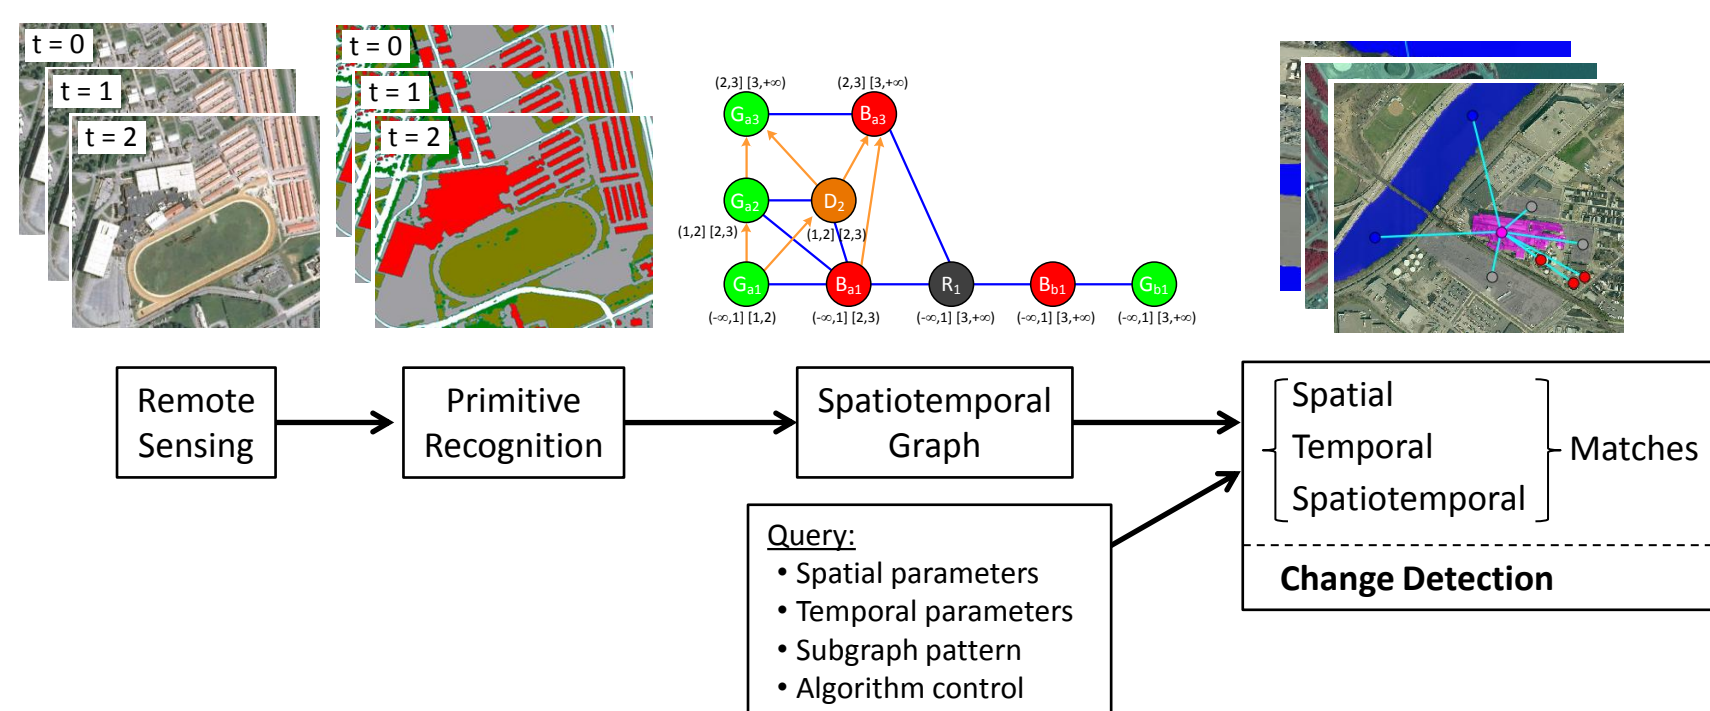 t = 0
t = 1
t = 2
t = 0
t = 1
t = 2
(2,3] [3,+∞)
(2,3] [3,+∞)
Ga3
Ba3
Ga2
D2
(1,2] [2,3)
(1,2] [2,3)
Ga1
Ba1
R1
Bb1
Gb1
(-∞,1] [1,2)
(-∞,1] [2,3)
(-∞,1] [3,+∞)
(-∞,1] [3,+∞)
(-∞,1] [3,+∞)
Remote
Sensing
Primitive
Recognition
Spatiotemporal
Graph
Spatial
Temporal
Spatiotemporal
Matches
Change Detection
Query:
• Spatial parameters
• Temporal parameters
• Subgraph pattern
• Algorithm control